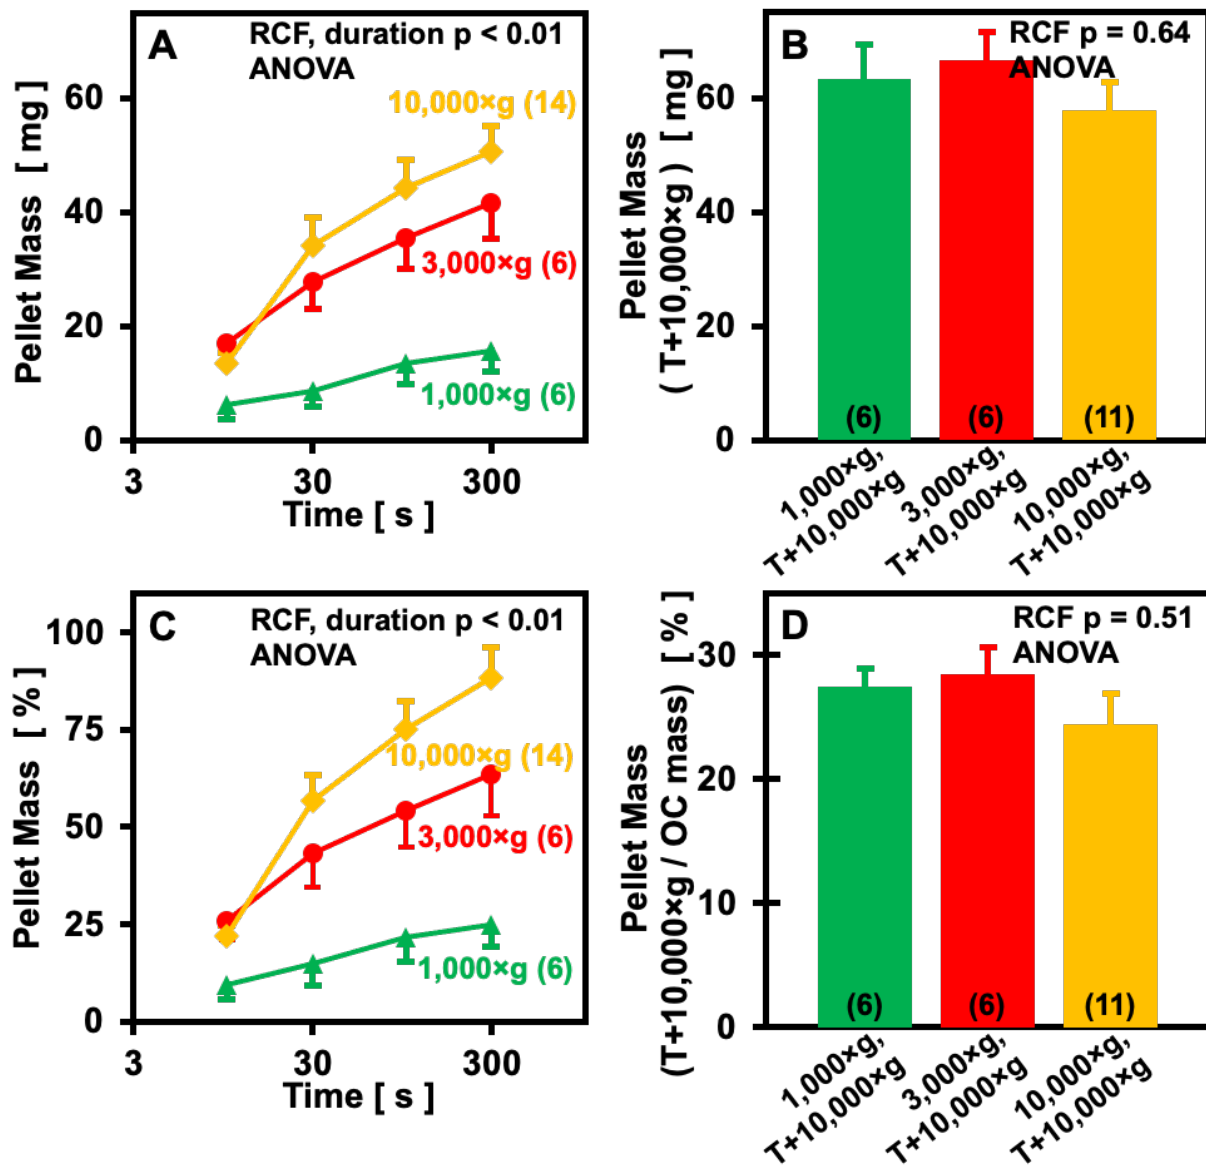 A
RCF, duration p < 0.01
ANOVA
Pellet Mass [ mg ]
60
40
20
0
10,000×g (14)
3,000×g (6)
1,000×g (6)
3
30
300
Time [ s ]
B
RCF p = 0.64
ANOVA
Pellet Mass
( T+10,000×g ) [ mg ]
60
40
20
0
(6)
(6)
(11)
1,000×g,
T+10,000×g
3,000×g,
T+10,000×g
10,000×g,
T+10,000×g
C
RCF, duration p < 0.01
ANOVA
Pellet Mass [ % ]
100
75
50
25
0
10,000×g (14)
3,000×g (6)
1,000×g (6)
3
30
300
Time [ s ]
D
RCF p = 0.51
ANOVA
Pellet Mass
(T+10,000×g / OC mass) [ % ]
30
20
10
0
(6)
(6)
(11)
1,000×g,
T+10,000×g
3,000×g,
T+10,000×g
10,000×g,
T+10,000×g